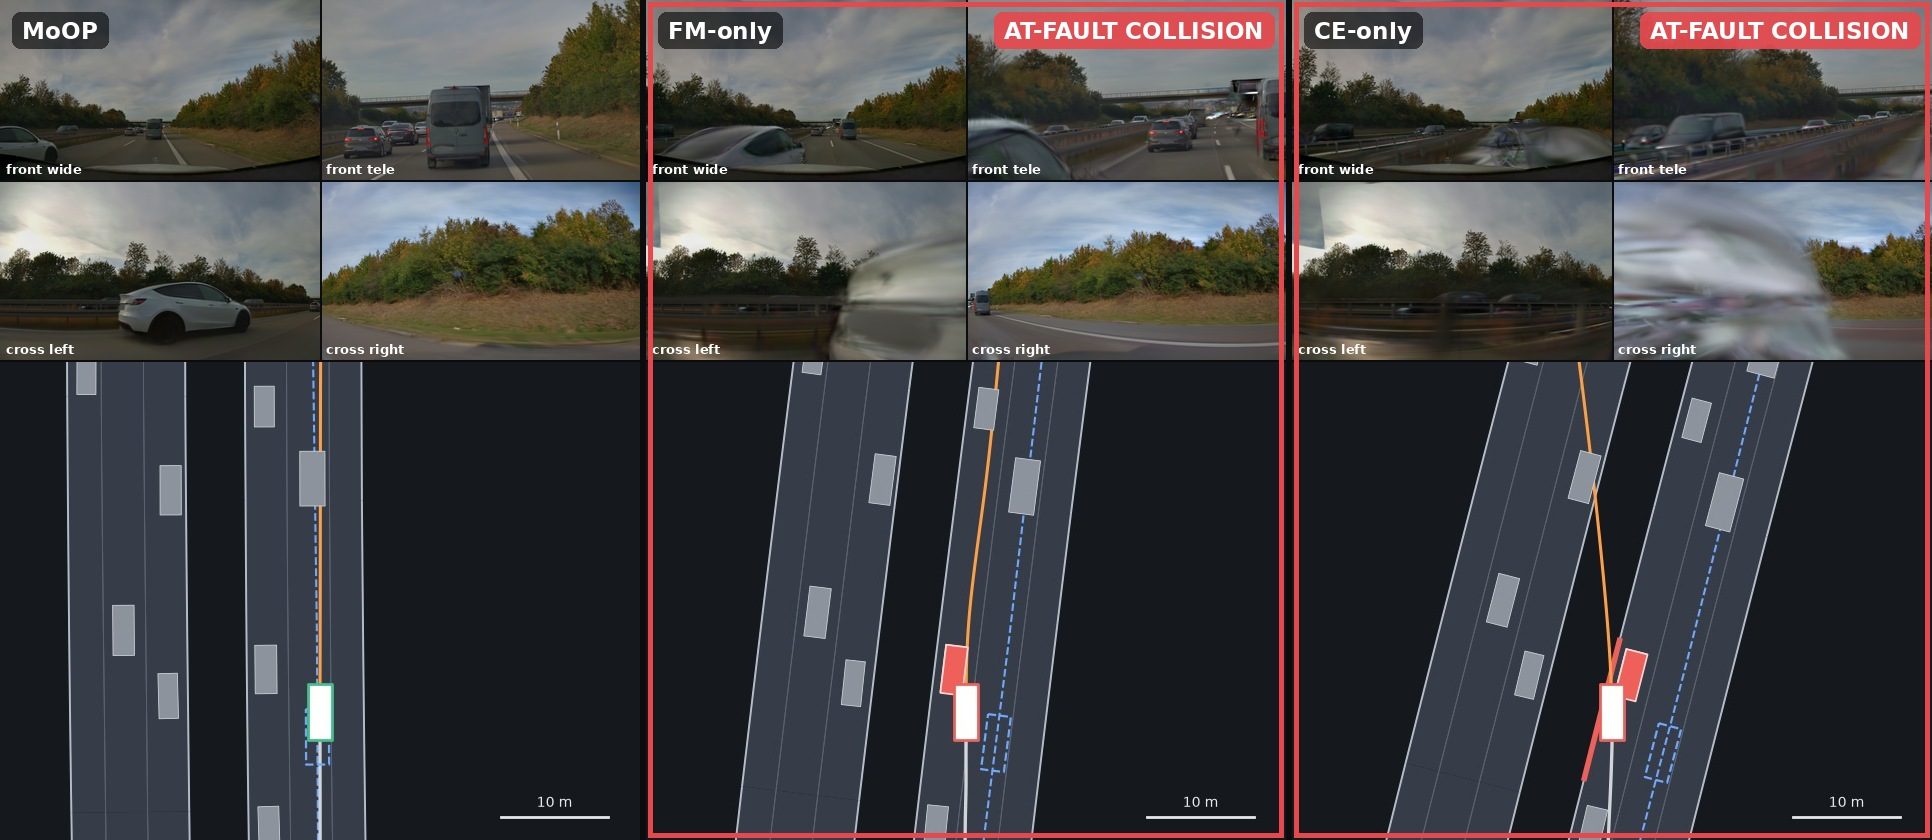 MoOP
front wide
front tele
cross left
cross right
10 m
FM-only
AT-FAULT COLLISION
front wide
front tele
cross left
cross right
10 m
CE-only
AT-FAULT COLLISION
front wide
front tele
cross left
cross right
10 m